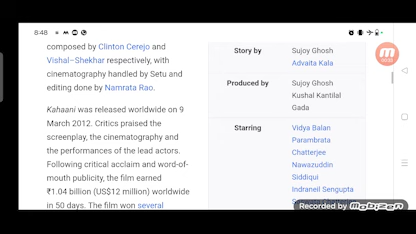 8:48
composed by Clinton Cerejo and
Vishal–Shekhar respectively, with
cinematography handled by Setu and
editing done by Namrata Rao.
Kahaani was released worldwide on 9
March 2012. Critics praised the
screenplay, the cinematography and
the performances of the lead actors.
Following critical acclaim and word-of-
mouth publicity, the film earned
₹1.04 billion (US$12 million) worldwide
in 50 days. The film won several
Story by
Sujoy Ghosh
Advaita Kala
Produced by
Sujoy Ghosh
Kushal Kantilal
Gada
Starring
Vidya Balan
Parambrata
Chatterjee
Nawazuddin
Siddiqui
Indraneil Sengupta
Recorded by Mobizen